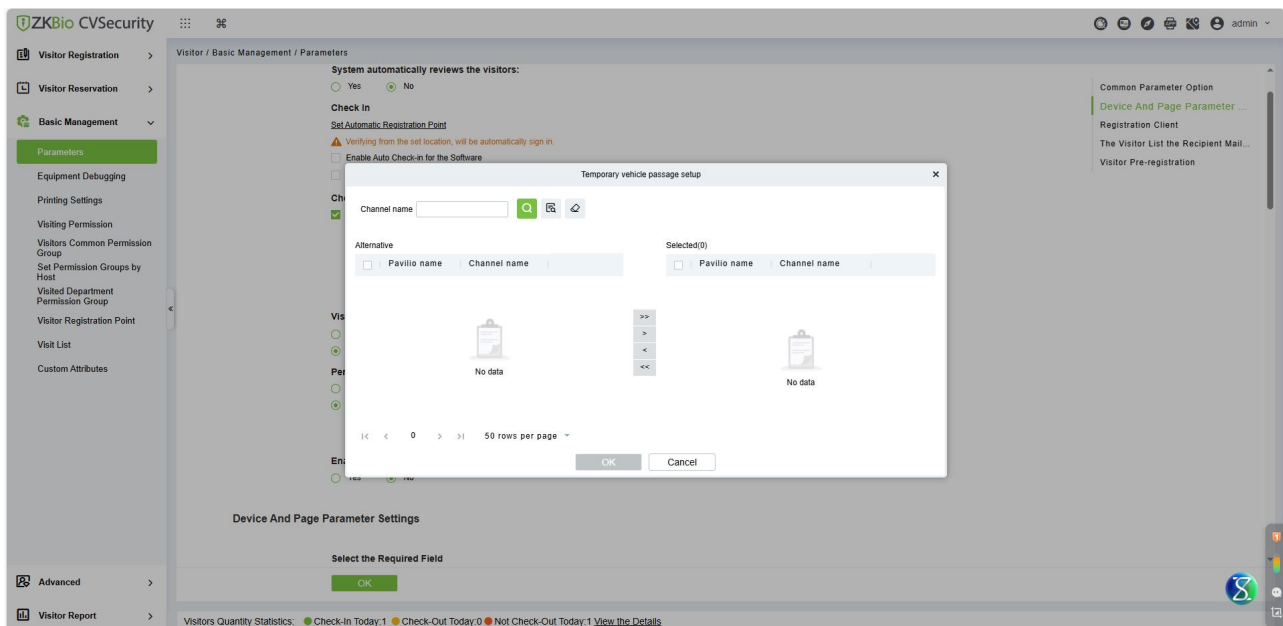 ZKBio CVSecurity
admin
Visitor Registration
Visitor / Basic Management / Parameters
System automatically reviews the visitors:
Yes No
Visitor Reservation
Common Parameter Option
Check In
Device And Page Parameter ...
Basic Management
Set Automatic Registration Point
Registration Client
Verifying from the set location, will be automatically sign in.
The Visitor List the Recipient Mail...
Parameters
Enable Auto Check-in for the Software
Visitor Pre-registration
Temporary vehicle passage setup
Equipment Debugging
Printing Settings
Channel name
Visiting Permission
Visitors Common Permission
Group
Alternative
Selected(0)
Set Permission Groups by
Host
Pavilio name Channel name
Pavilio name Channel name
Visited Department
Permission Group
Visitor Registration Point
>>
>
<
<<
Visit List
Custom Attributes
No data
No data
0
50 rows per page
OK Cancel
Device And Page Parameter Settings
Select the Required Field
Advanced
OK
Visitor Report
Visitors Quantity Statistics: Check-In Today:1 Check-Out Today:0 Not Check-Out Today:1 View the Details